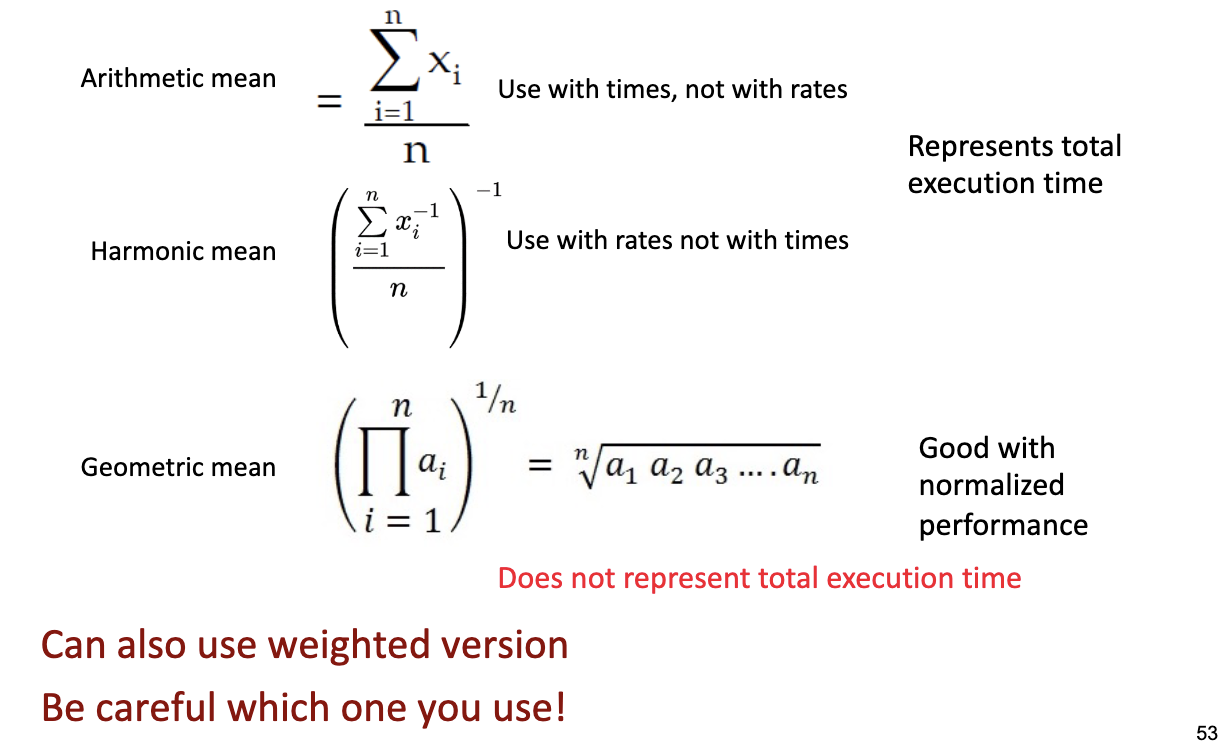 Arithmetic mean = \frac{\sum_{i=1}^{n} x_i}{n} Use with times, not with rates
Represents total
execution time
Harmonic mean \left( \frac{\sum_{i=1}^{n} x_i^{-1}}{n} \right)^{-1} Use with rates not with times
Geometric mean \left( \prod_{i=1}^{n} a_i \right)^{1/n} = \sqrt[n]{a_1 a_2 a_3 .... a_n}
Good with
normalized
performance
Does not represent total execution time
Can also use weighted version
Be careful which one you use!
53